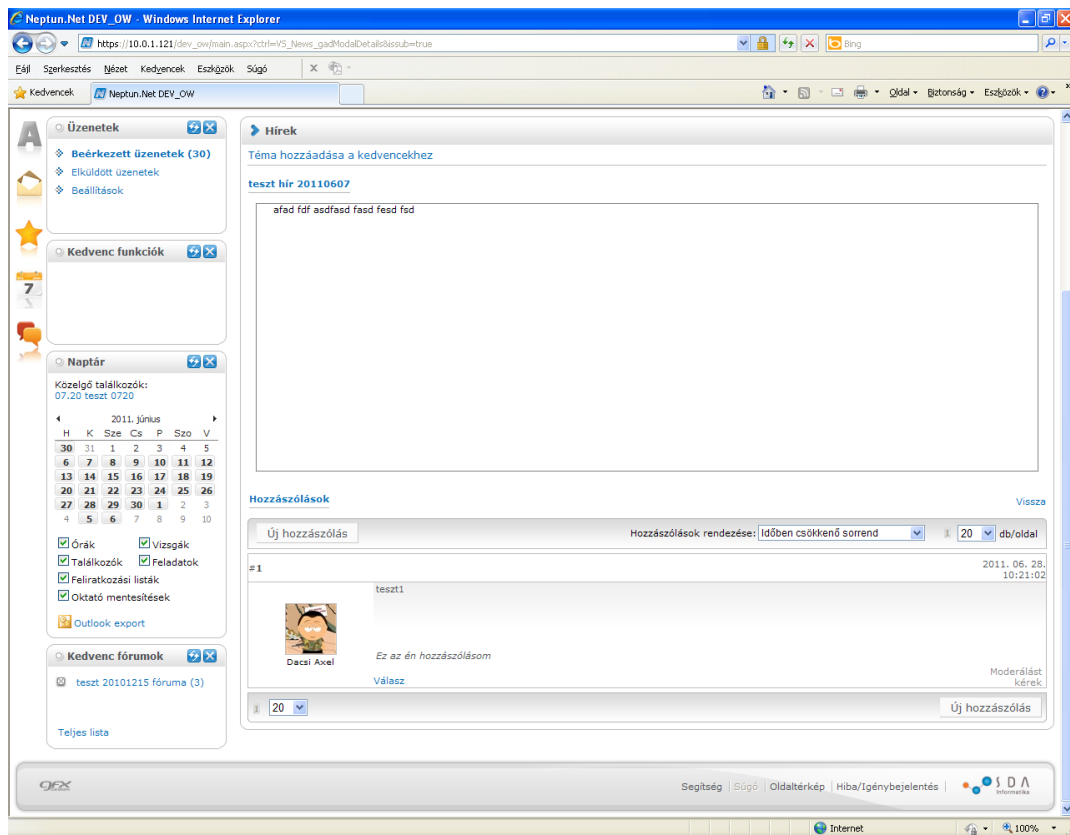 Neptun.Net DEV_OW - Windows Internet Explorer
https://10.0.1.121/dev_ow/main.aspx?ctrl=VS_News_gadModalDetails&issub=true
Bing
Fájl Szerkesztés Nézet Kedvencek Eszközök Súgó
Kedvencek Neptun.Net DEV_OW Oldal Biztonság Eszközök
Üzenetek
Beérkezett üzenetek (30)
Elküldött üzenetek
Beállítások
Kedvenc funkciók
7
Naptár
Közelgő találkozók:
07.20 teszt 0720
2011. június
H K Sze Cs P Szo V
30 31 1 2 3 4 5
6 7 8 9 10 11 12
13 14 15 16 17 18 19
20 21 22 23 24 25 26
27 28 29 30 1 2 3
4 5 6 7 8 9 10
Órák Vizsgák
Találkozók Feladatok
Feliratkozási listák
Oktató mentesítések
Outlook export
Kedvenc fórumok
teszt 20101215 fóruma (3)
Teljes lista
Hírek
Téma hozzáadása a kedvencekhez
teszt hír 20110607
afad fdf asdfasd fasd fesd fsd
Hozzászólások
Vissza
Új hozzászólás Hozzászólások rendezése: Időben csökkenő sorrend 1 20 db/oldal
#1 2011. 06. 28.
10:21:02
teszt1
Dacsi Axel
Ez az én hozzászólásom
Válasz
Moderálást
kérek
1 20 Új hozzászólás
GFX Segítség Súgó Oldaltérkép Hiba/Igénybejelentés SDA
Informatika
Internet 100%